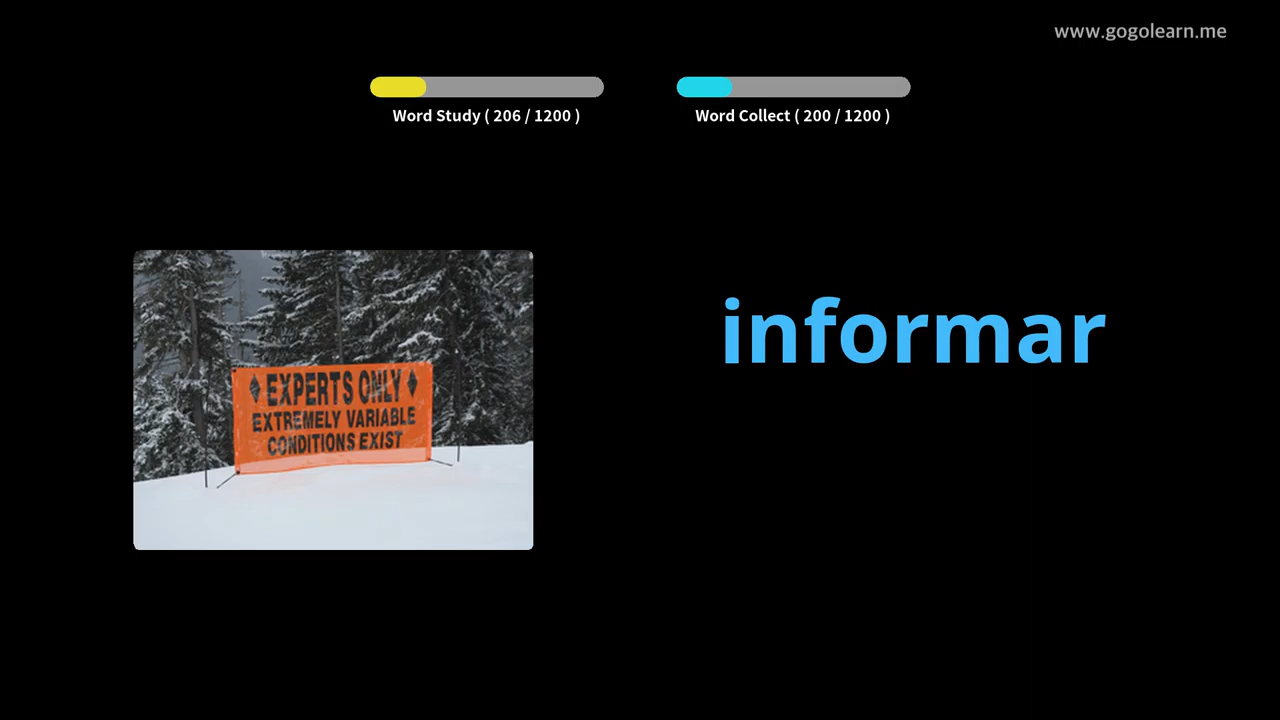 www.gogolearn.me
Word Study ( 206 / 1200 )
Word Collect ( 200 / 1200 )
EXPERTS ONLY
EXTREMELY VARIABLE
CONDITIONS EXIST
informar